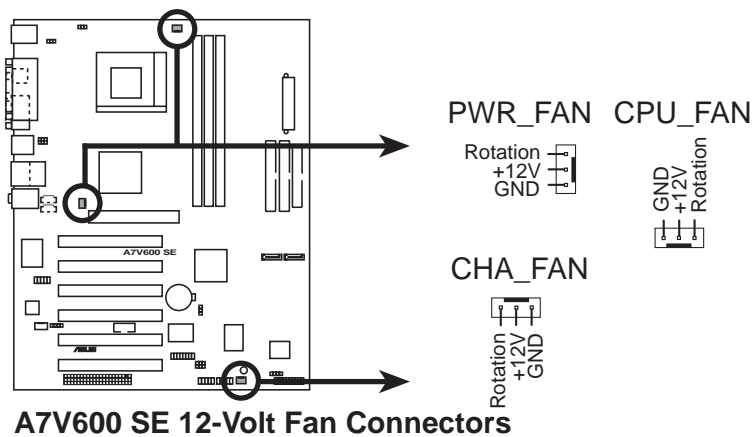 PWR_FAN
CPU_FAN
Rotation
+12V
GND
GND
+12V
Rotation
A7V600 SE
CHA_FAN
Rotation
+12V
GND
ASUS
A7V600 SE 12-Volt Fan Connectors